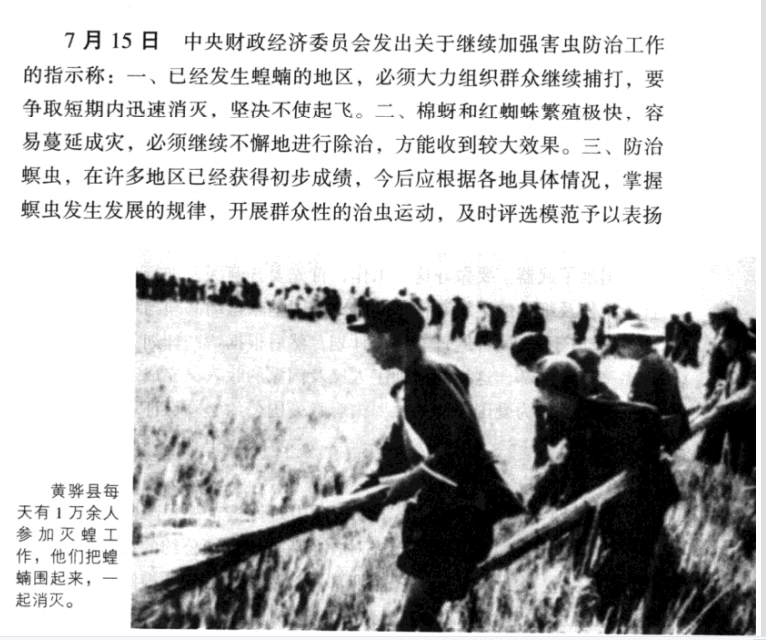 7月15日 中央财政经济委员会发出关于继续加强害虫防治工作
的指示称：一、已经发生蝗蝻的地区，必须大力组织群众继续捕打，要
争取短期内迅速消灭，坚决不使起飞。二、棉蚜和红蜘蛛繁殖极快，容
易蔓延成灾，必须继续不懈地进行除治，方能收到较大效果。三、防治
螟虫，在许多地区已经获得初步成绩，今后应根据各地具体情况，掌握
螟虫发生发展的规律，开展群众性的治虫运动，及时评选模范予以表扬
黄骅县每
天有1万余人
参加灭蝗工
作，他们把蝗
蝻围起来，一
起消灭。